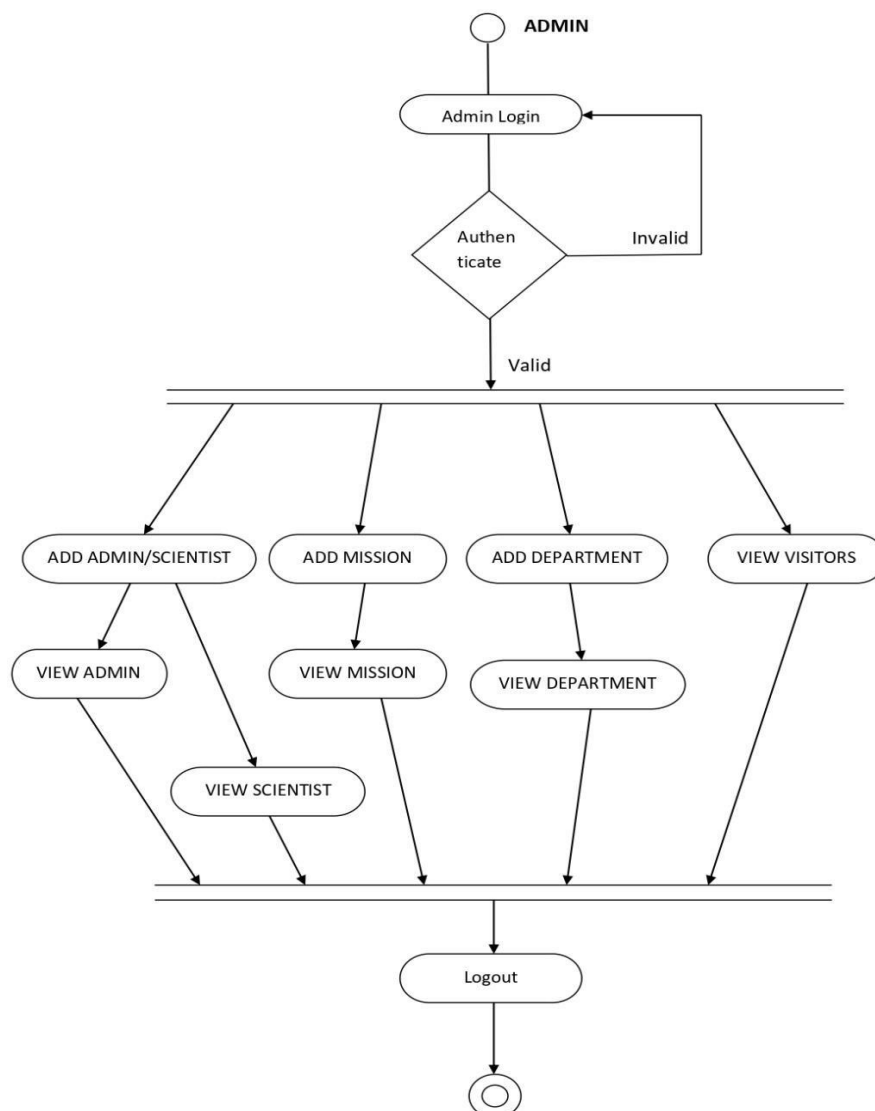 ADMIN
Admin Login
Authen
ticate
Invalid
Valid
ADD ADMIN/SCIENTIST
ADD MISSION
ADD DEPARTMENT
VIEW VISITORS
VIEW ADMIN
VIEW MISSION
VIEW DEPARTMENT
VIEW SCIENTIST
Logout